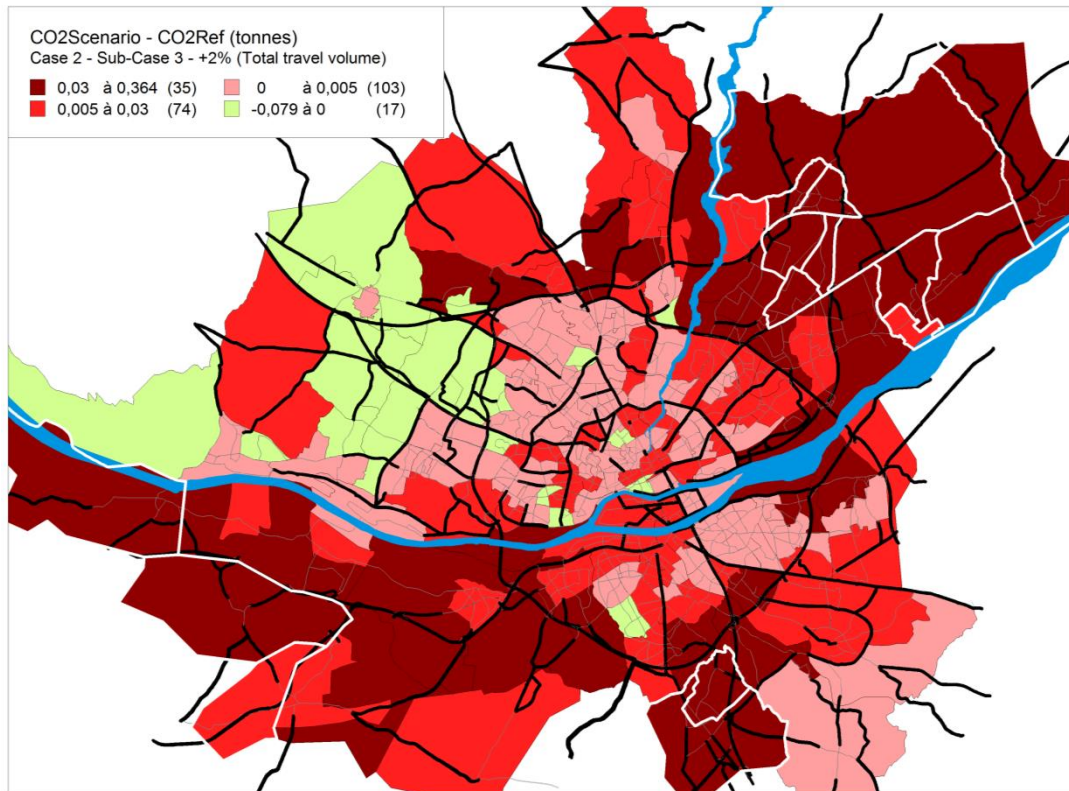 CO2Scenario - CO2Ref (tonnes)
Case 2 - Sub-Case 3 - +2% (Total travel volume)
0,03 à 0,364 (35) 0 à 0,005 (103)
0,005 à 0,03 (74) -0,079 à 0 (17)